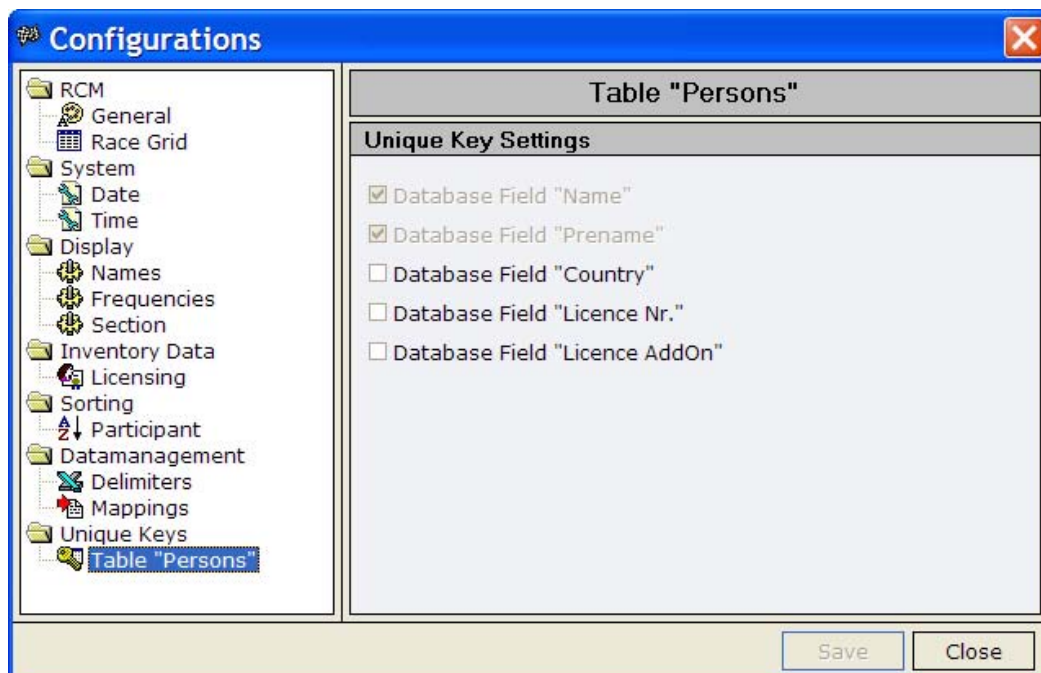 Configurations
RCM
General
Race Grid
System
Date
Time
Display
Names
Frequencies
Section
Inventory Data
Licensing
Sorting
Participant
Datamanagement
Delimiters
Mappings
Unique Keys
Table "Persons"
Table "Persons"
Unique Key Settings
Database Field "Name"
Database Field "Prename"
Database Field "Country"
Database Field "Licence Nr."
Database Field "Licence AddOn"
Save Close